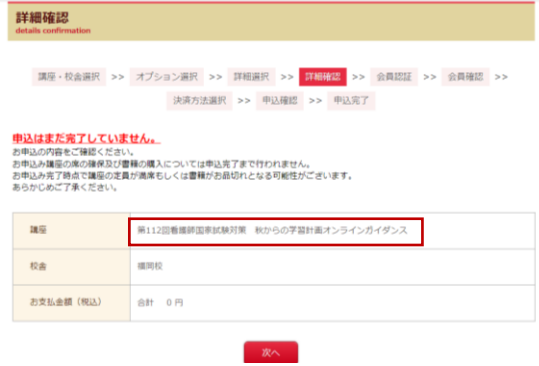 詳細確認
details confirmation
講座・校舎選択 >> オプション選択 >> 詳細選択 >> 詳細確認 >> 会員認証 >> 会員確認 >>
決済方法選択 >> 申込確認 >> 申込完了
申込はまだ完了していません。
お申込の内容をご確認ください。
お申込み講座の席の確保及び書籍の購入については申込完了まで行われません。
お申込み完了時点で講座の定員が満席もしくは書籍がお品切れとなる可能性がございます。
あらかじめご了承ください。
講座 第112回看護師国家試験対策 秋からの学習計画オンラインガイダンス
校舎 福岡校
お支払金額（税込） 合計 0 円
次へ